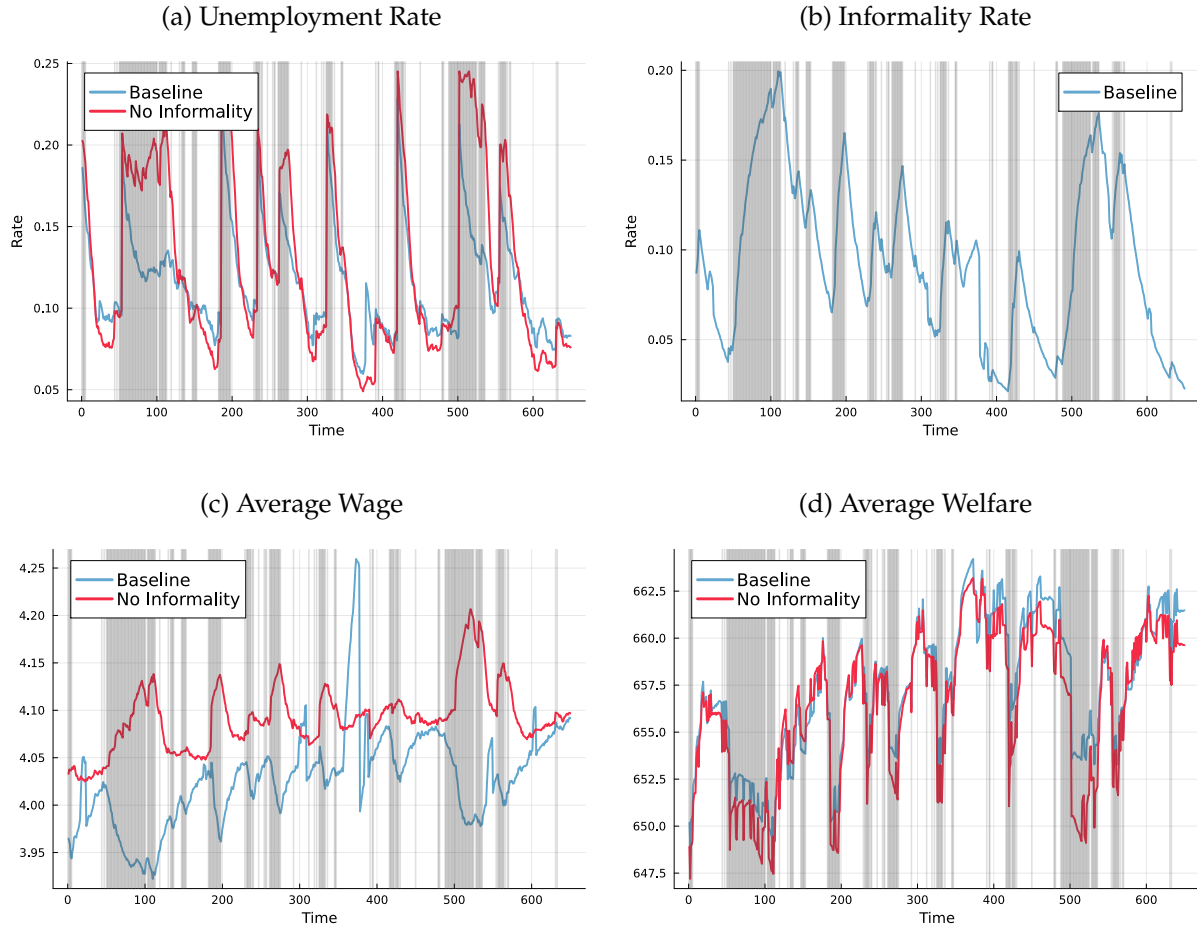 (a) Unemployment Rate
0.25
0.20
0.15
0.10
0.05
Rate
Baseline
No Informality
0 100 200 300 400 500 600
Time
(b) Informality Rate
0.20
0.15
0.10
0.05
Rate
Baseline
0 100 200 300 400 500 600
Time
(c) Average Wage
4.25
4.20
4.15
4.10
4.05
4.00
3.95
Baseline
No Informality
0 100 200 300 400 500 600
Time
(d) Average Welfare
662.5
660.0
657.5
655.0
652.5
650.0
647.5
Baseline
No Informality
0 100 200 300 400 500 600
Time